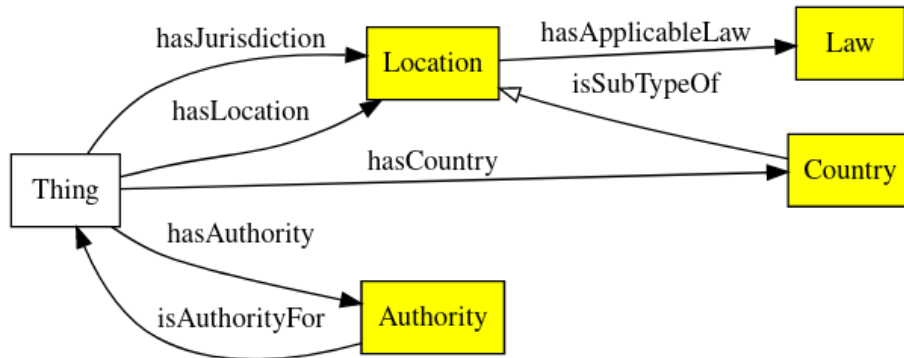 hasJurisdiction
hasApplicableLaw
Law
Location
isSubTypeOf
hasLocation
hasCountry
Country
Thing
hasAuthority
isAuthorityFor
Authority